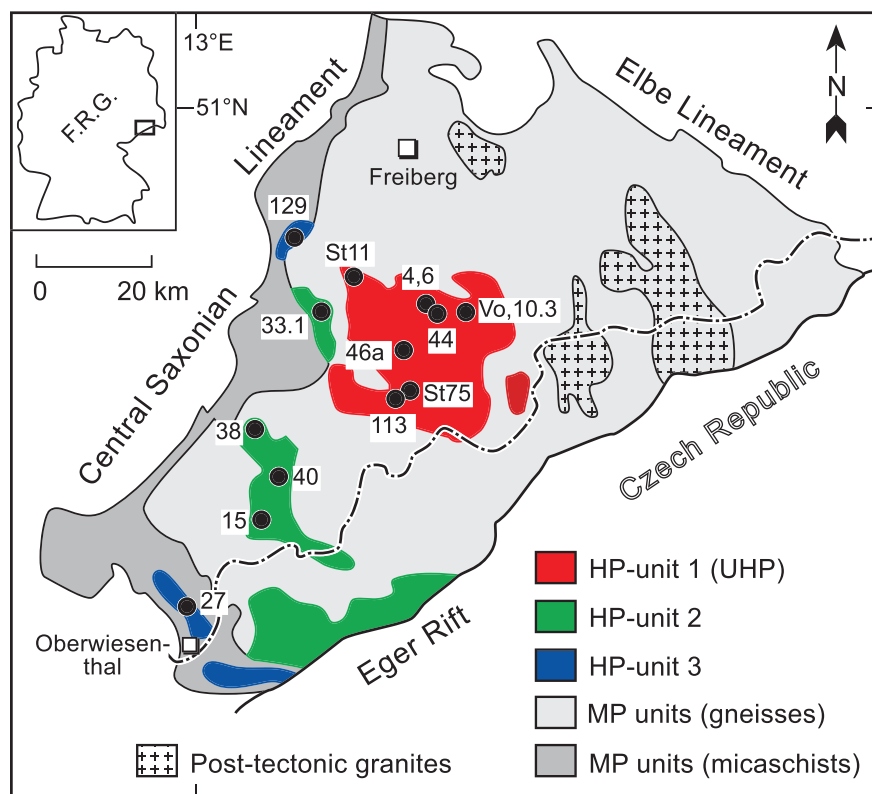 13°E
51°N
F.R.G.
N
Elbe Lineament
Lineament
Central Saxonian
Freiberg
0
20 km
129
St11
4,6
Vo,10.3
33.1
44
46a
St75
113
38
40
15
27
Czech Republic
Oberwiesen-
thal
Eger Rift
HP-unit 1 (UHP)
HP-unit 2
HP-unit 3
MP units (gneisses)
MP units (micaschists)
Post-tectonic granites